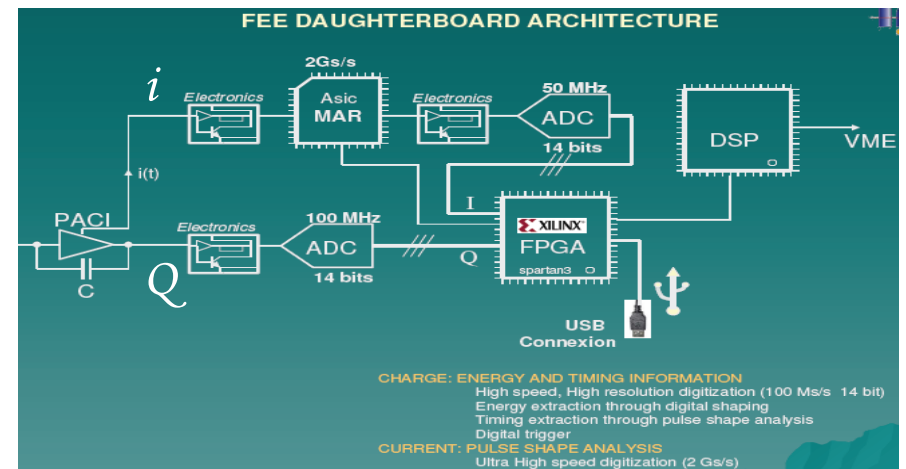 FEE DAUGHTERBOARD ARCHITECTURE
2Gs/s
i
Electronics
Asic
MAR
Electronics
50 MHz
ADC
14 bits
DSP
VME
i(t)
I
PACI
C
Q
Electronics
100 MHz
ADC
14 bits
Q
XILINX
FPGA
spartan3
USB
Connexion
CHARGE: ENERGY AND TIMING INFORMATION
High speed, High resolution digitization (100 Ms/s 14 bit)
Energy extraction through digital shaping
Timing extraction through pulse shape analysis
Digital trigger
CURRENT: PULSE SHAPE ANALYSIS
Ultra High speed digitization (2 Gs/s)